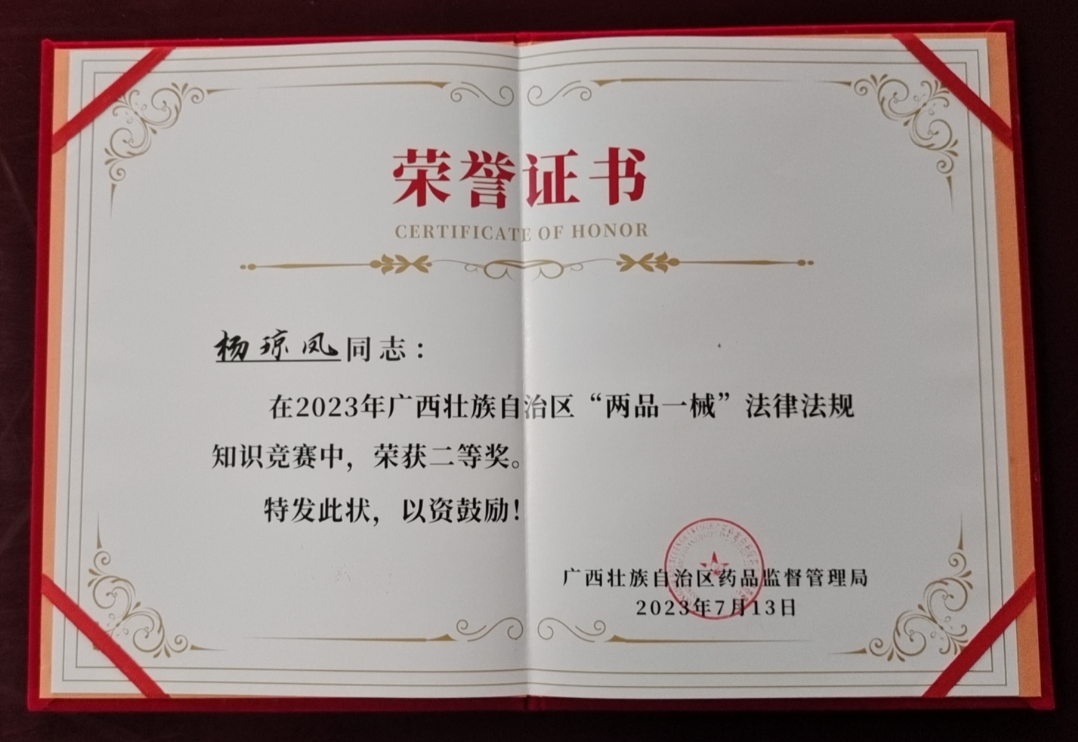 荣誉证书
CERTIFICATE OF HONOR
杨琼凤同志：
在2023年广西壮族自治区“两品一械”法律法规
知识竞赛中，荣获二等奖。
特发此状，以资鼓励！
广西壮族自治区药品监督管理局
2023年7月13日